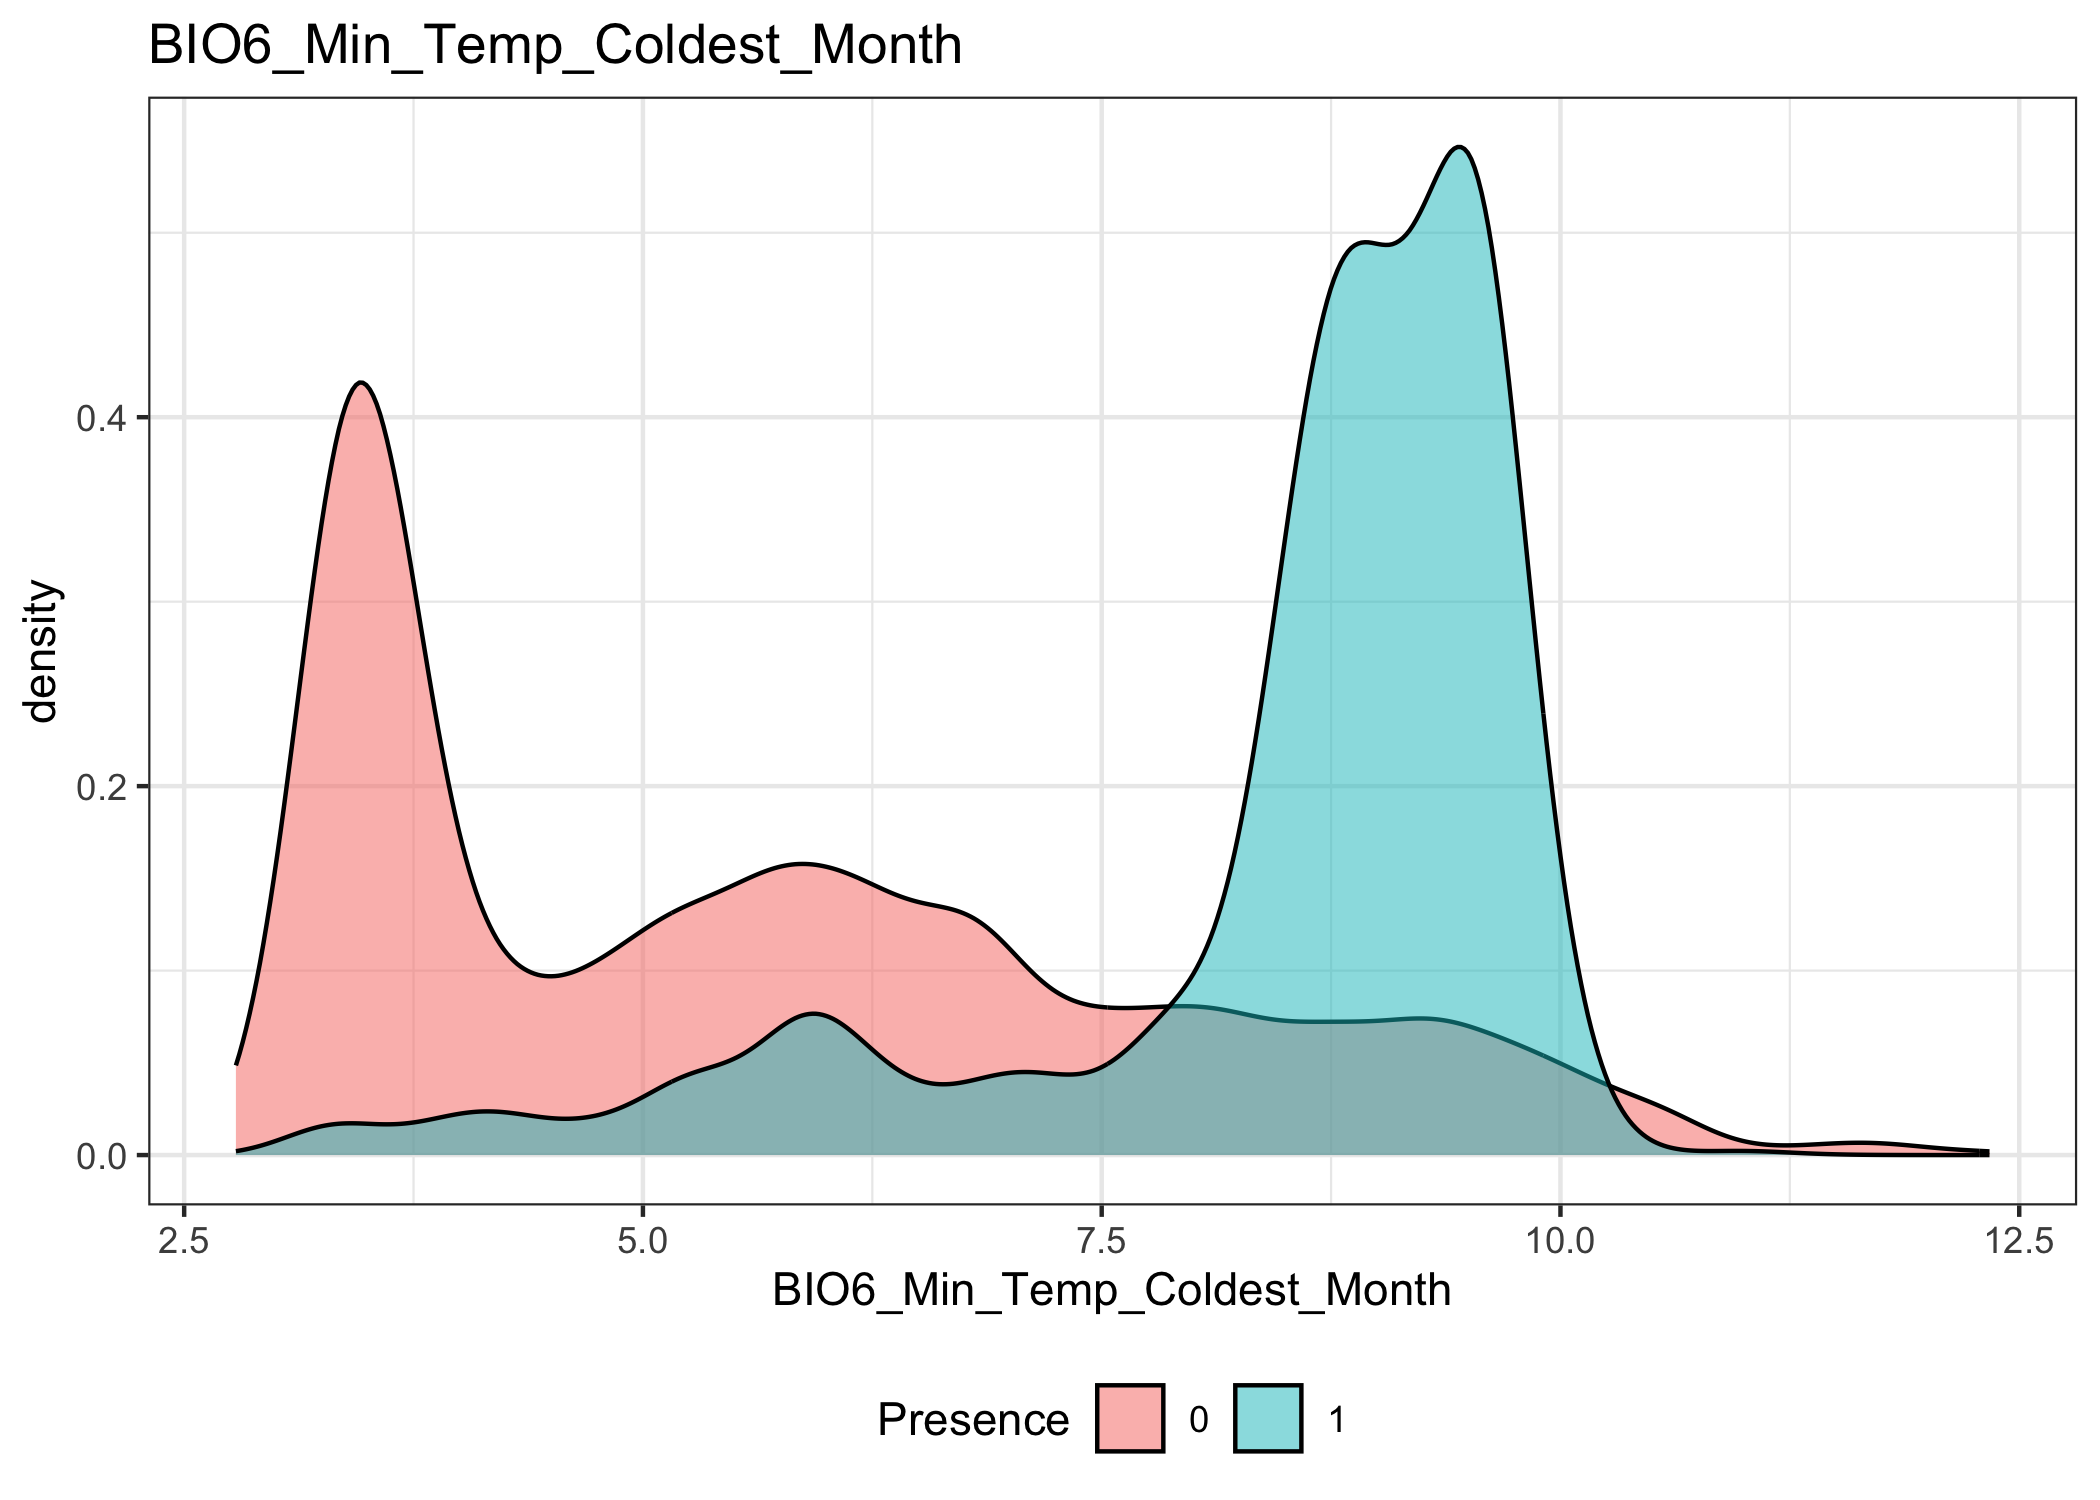 BIO6_Min_Temp_Coldest_Month
density
0.4
0.2
0.0
2.5 5.0 7.5 10.0 12.5
BIO6_Min_Temp_Coldest_Month
Presence 0 1